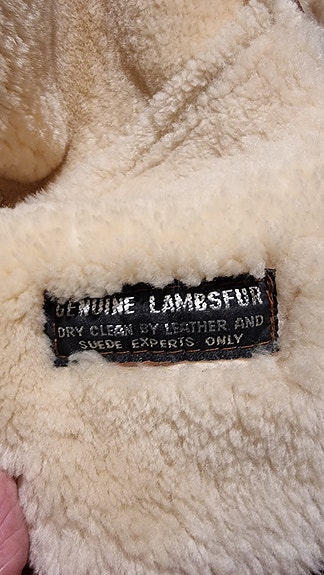 GENUINE LAMBSFUR
DRY CLEAN BY LEATHER AND
SUEDE EXPERTS ONLY